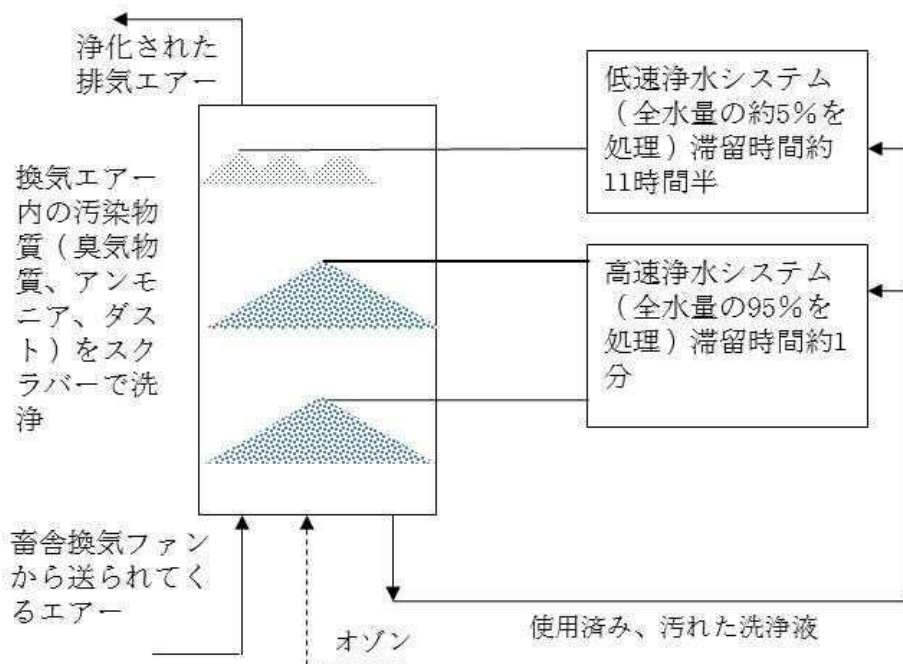 浄化された
排気エアー
低速浄水システム
（全水量の約5%を
処理）滞留時間約
11時間半
換気エアー
内の汚染物
質（臭気物
質、アンモ
ニア、ダス
ト）をスク
ラバーで洗
浄
高速浄水システム
（全水量の95%を
処理）滞留時間約1
分
畜舎換気ファン
から送られてく
るエアー
オゾン
使用済み、汚れた洗浄液